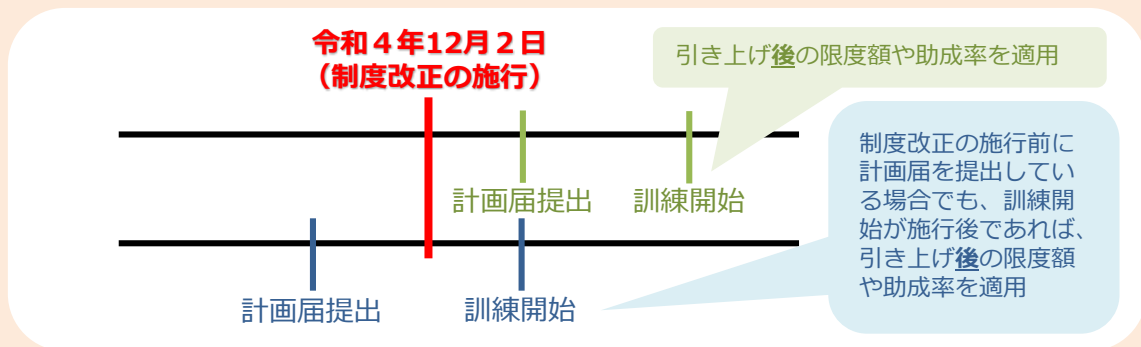 令和４年12月２日
（制度改正の施行）
引き上げ後の限度額や助成率を適用
計画届提出
訓練開始
制度改正の施行前に
計画届を提出してい
る場合でも、訓練開
始が施行後であれば、
引き上げ後の限度額
や助成率を適用
計画届提出
訓練開始